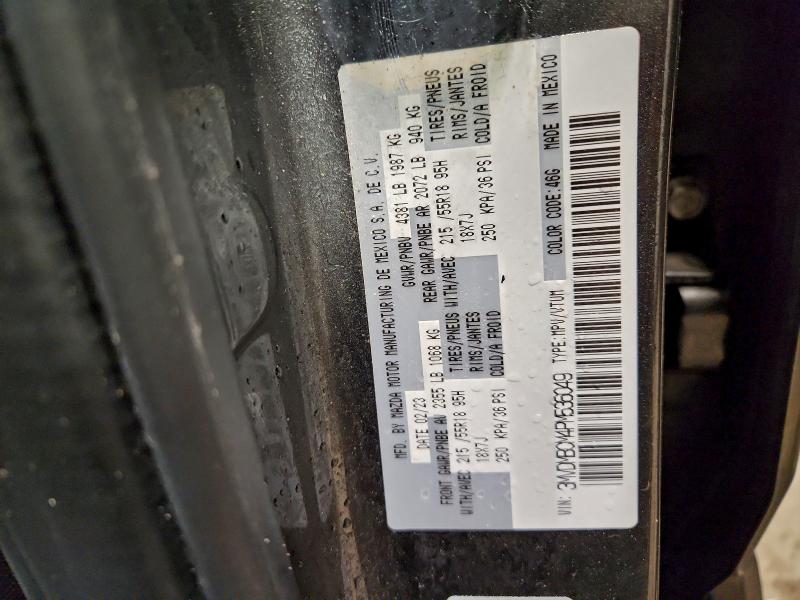 MFD. BY MAZDA MOTOR MANUFACTURING DE MEXICO S.A. DE C.V.
DATE 02/23 GVWR/PNBV 4381 LB 1987 KG
FRONT GAWR/PNBE AV 2355 LB 1068 KG REAR GAWR/PNBE AR 2072 LB 940 KG
WITH/AVEC 215 /55R18 95H TIRES/PNEUS WITH/AVEC 215 /55R18 95H TIRES/PNEUS
18X7J RIMS/JANTES 18X7J RIMS/JANTES
250 KPA/36 PSI COLD/A FROID 250 KPA/36 PSI COLD/A FROID
COLOR CODE:46G MADE IN MEXICO
VIN: 3MVDMBCM4PM536049 TYPE:MPV/VTUM